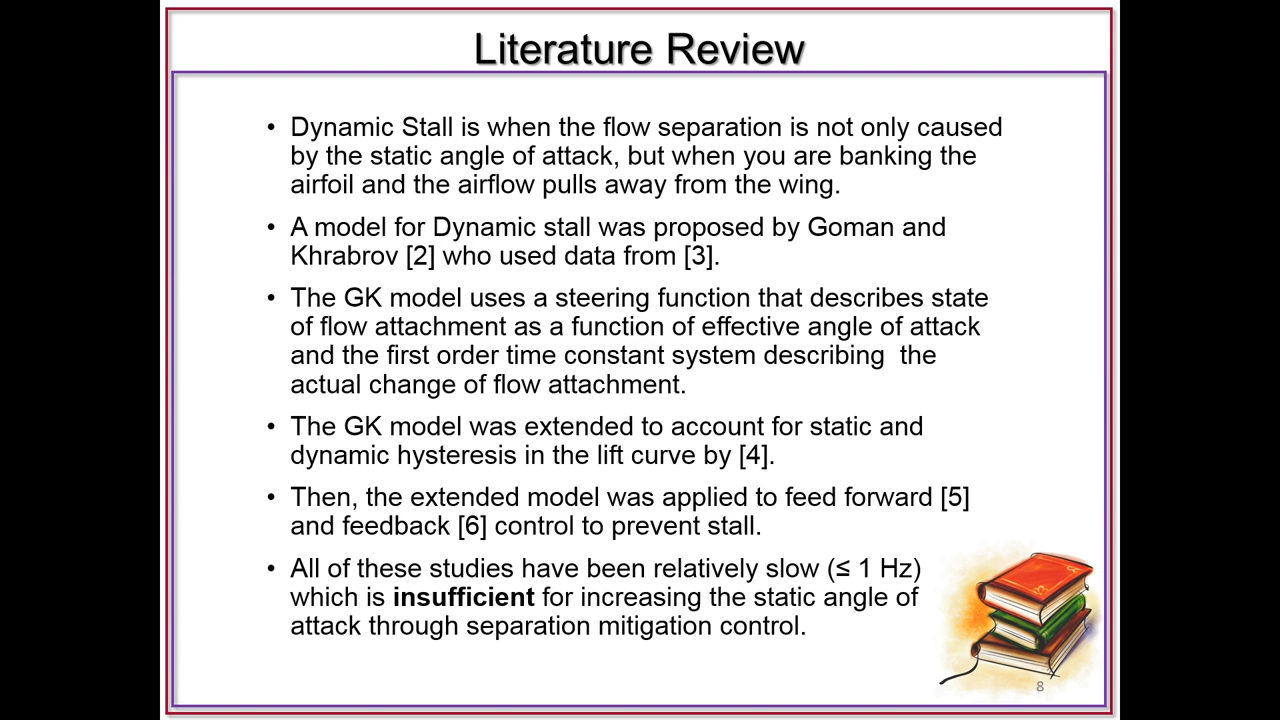 Literature Review
• Dynamic Stall is when the flow separation is not only caused
by the static angle of attack, but when you are banking the
airfoil and the airflow pulls away from the wing.
• A model for Dynamic stall was proposed by Goman and
Khrabrov [2] who used data from [3].
• The GK model uses a steering function that describes state
of flow attachment as a function of effective angle of attack
and the first order time constant system describing  the
actual change of flow attachment.
• The GK model was extended to account for static and
dynamic hysteresis in the lift curve by [4].
• Then, the extended model was applied to feed forward [5]
and feedback [6] control to prevent stall.
• All of these studies have been relatively slow (≤ 1 Hz)
which is insufficient for increasing the static angle of
attack through separation mitigation control.
8